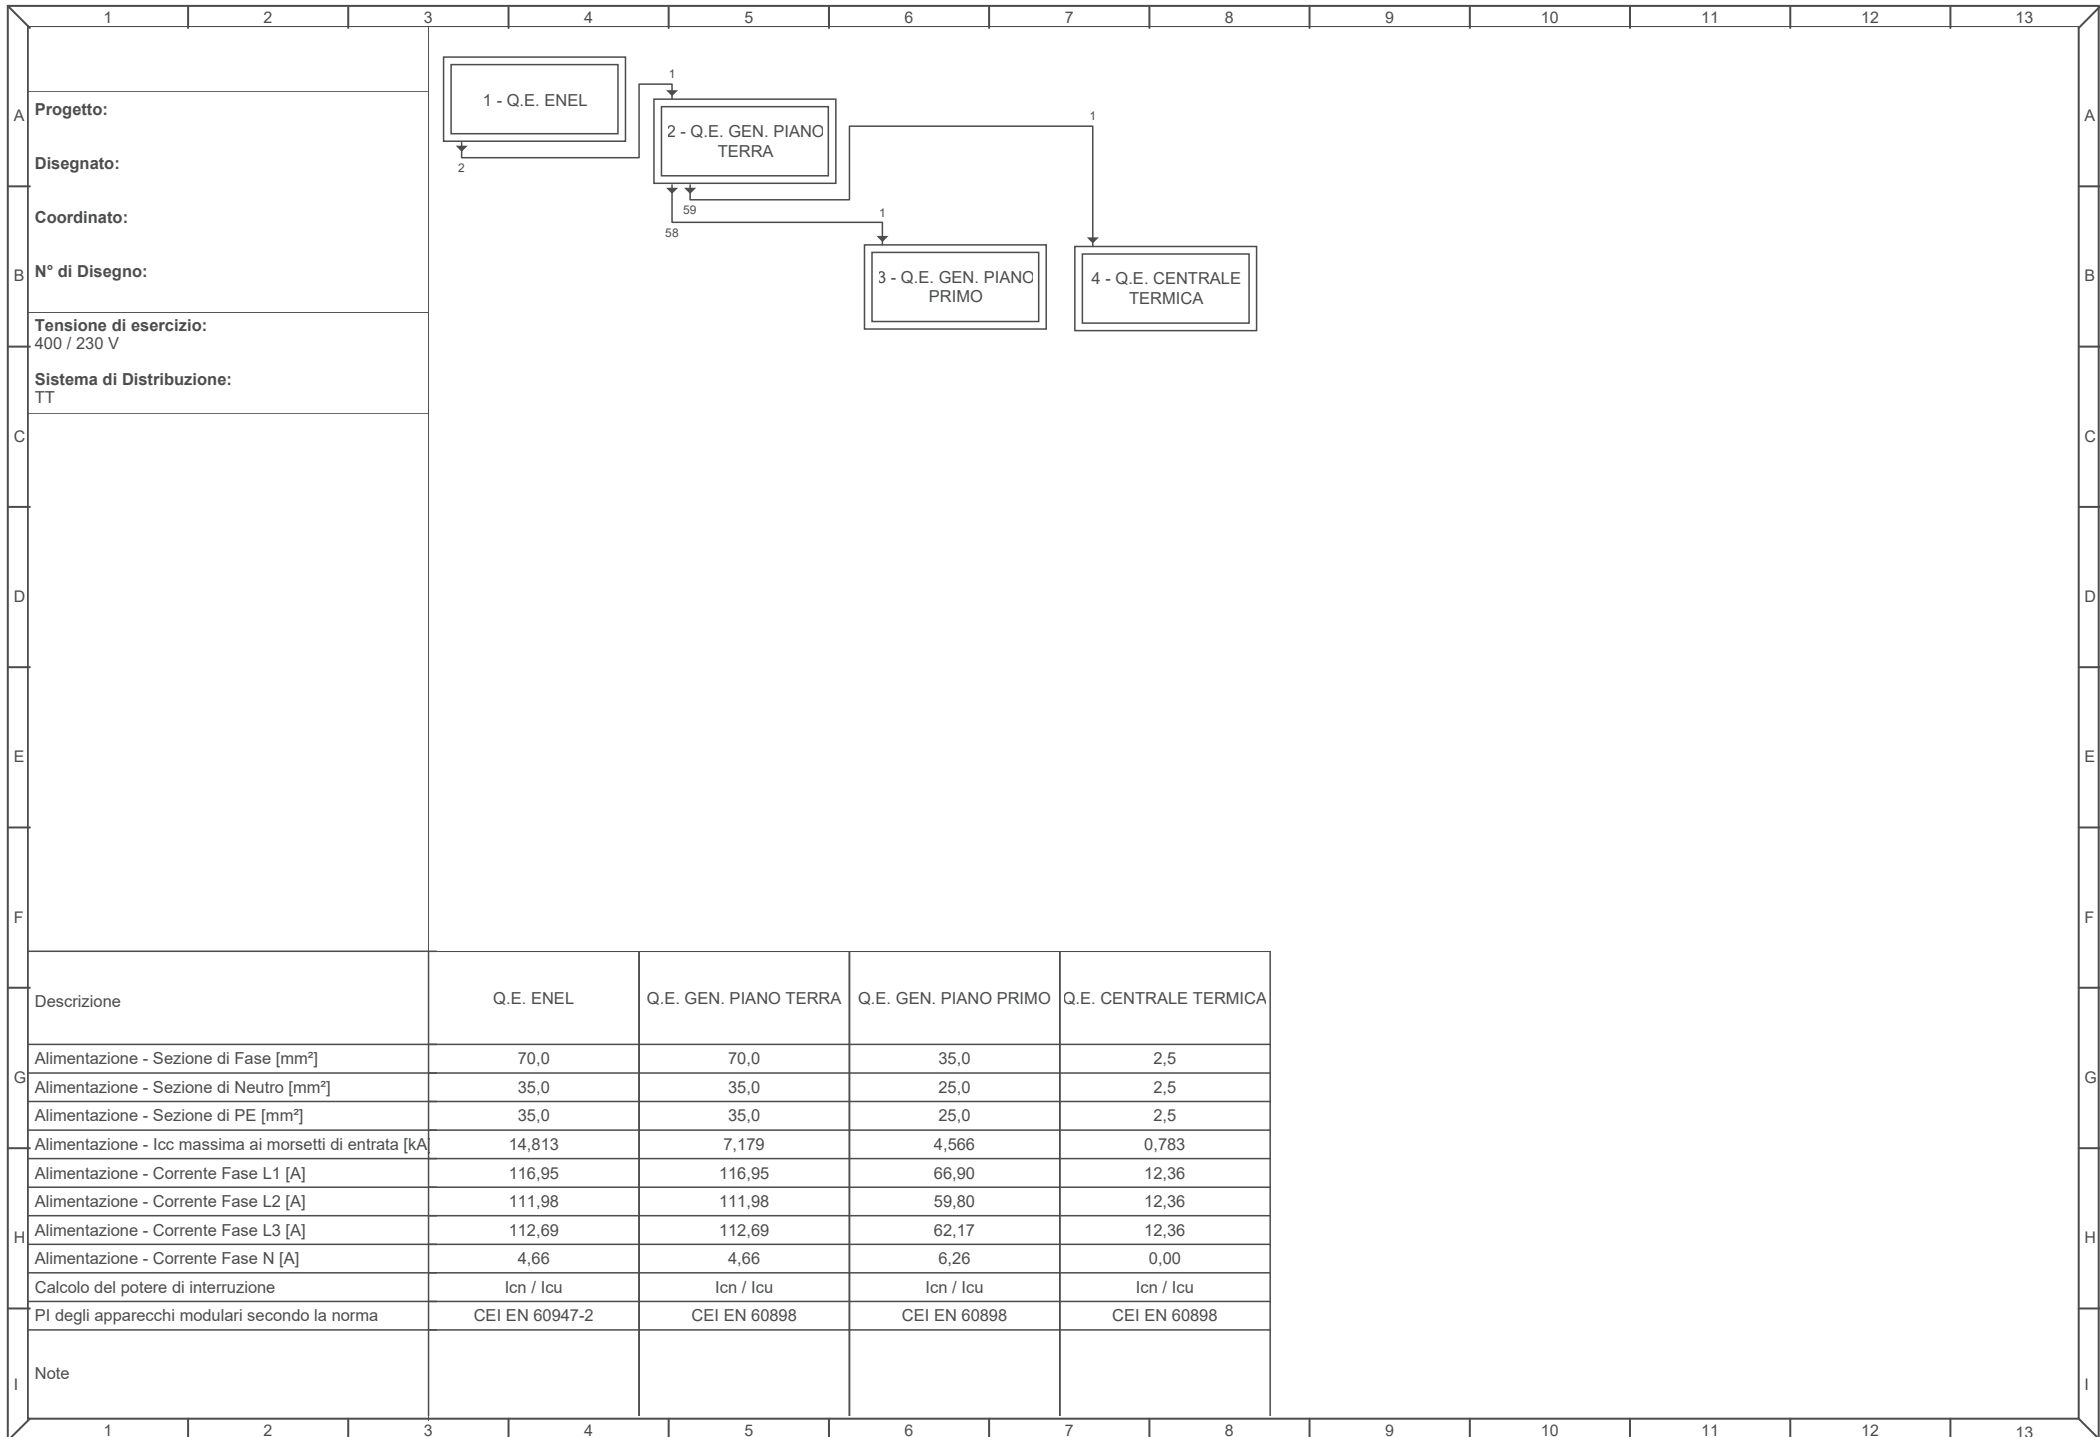 1 2 3 4 5 6 7 8 9 10 11 12 13
A
B
C
D
E
F
G
H
I
Progetto:
Disegnato:
Coordinato:
N° di Disegno:
Tensione di esercizio:
400 / 230 V
Sistema di Distribuzione:
TT
1 - Q.E. ENEL
2
1
2 - Q.E. GEN. PIANO
TERRA
59
58
1
1
3 - Q.E. GEN. PIANO
PRIMO
4 - Q.E. CENTRALE
TERMICA
Descrizione Q.E. ENEL Q.E. GEN. PIANO TERRA Q.E. GEN. PIANO PRIMO Q.E. CENTRALE TERMICA
Alimentazione - Sezione di Fase [mm²] 70,0 70,0 35,0 2,5
Alimentazione - Sezione di Neutro [mm²] 35,0 35,0 25,0 2,5
Alimentazione - Sezione di PE [mm²] 35,0 35,0 25,0 2,5
Alimentazione - Icc massima ai morsetti di entrata [kA] 14,813 7,179 4,566 0,783
Alimentazione - Corrente Fase L1 [A] 116,95 116,95 66,90 12,36
Alimentazione - Corrente Fase L2 [A] 111,98 111,98 59,80 12,36
Alimentazione - Corrente Fase L3 [A] 112,69 112,69 62,17 12,36
Alimentazione - Corrente Fase N [A] 4,66 4,66 6,26 0,00
Calcolo del potere di interruzione Icn / Icu Icn / Icu Icn / Icu Icn / Icu
PI degli apparecchi modulari secondo la norma CEI EN 60947-2 CEI EN 60898 CEI EN 60898 CEI EN 60898
Note
A
B
C
D
E
F
G
H
I
1 2 3 4 5 6 7 8 9 10 11 12 13